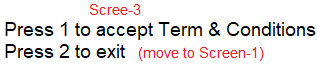 Scree-3
Press 1 to accept Term & Conditions
Press 2 to exit (move to Screen-1)